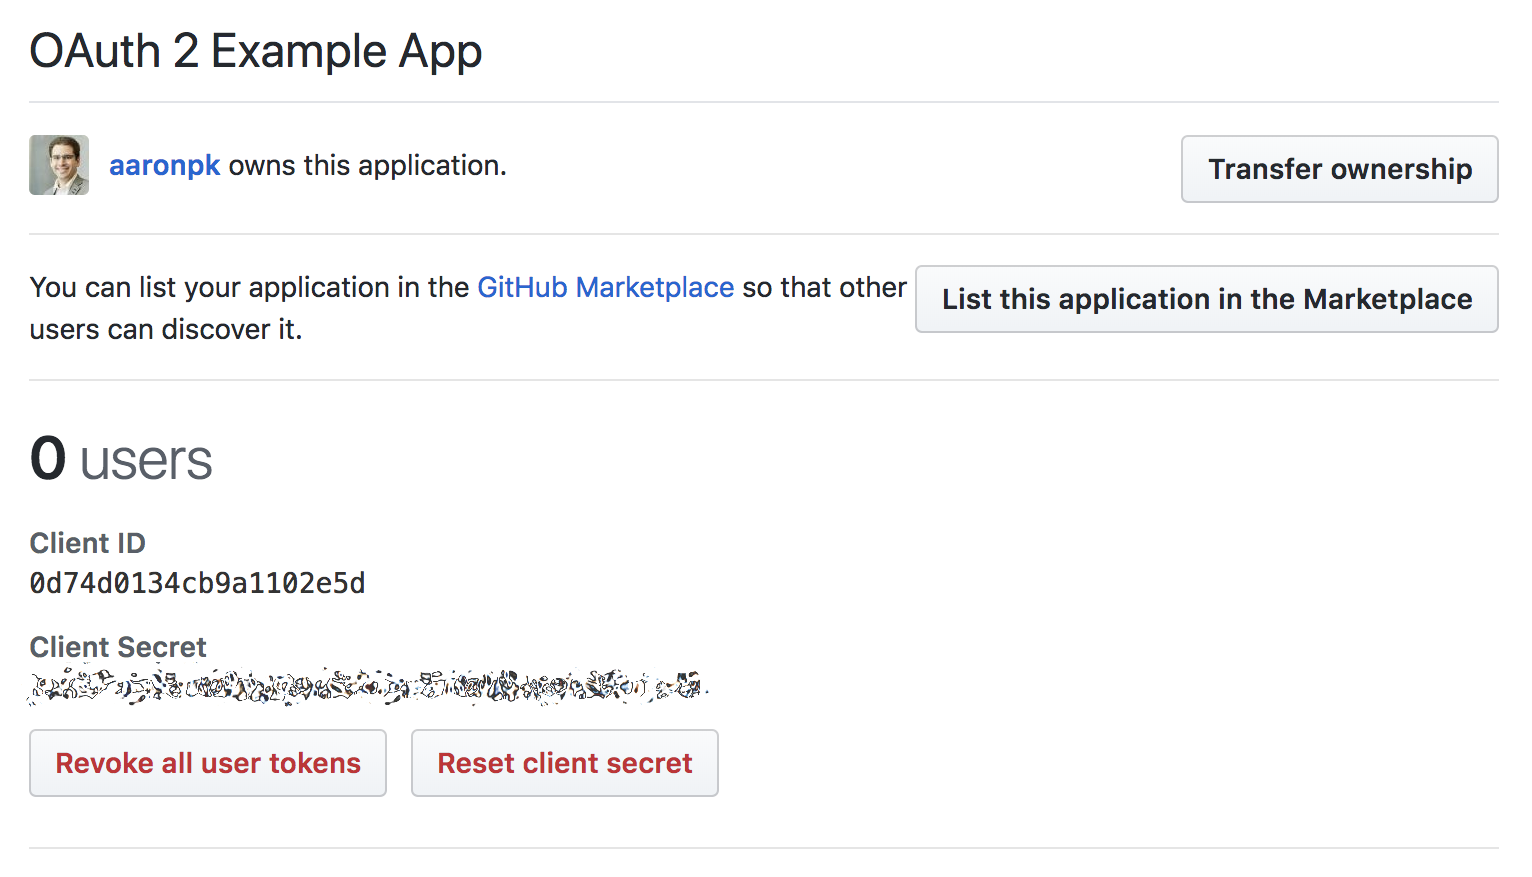 OAuth 2 Example App
aaronpk owns this application.
Transfer ownership
You can list your application in the GitHub Marketplace so that other
users can discover it.
List this application in the Marketplace
0 users
Client ID
0d74d0134cb9a1102e5d
Client Secret
Revoke all user tokens
Reset client secret